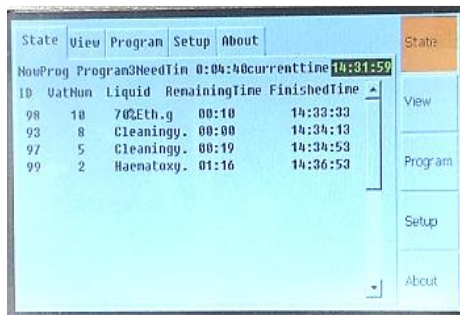 State View Program Setup About
NowProg Program3NeedTim 0:04:40currenttime 14:31:59
ID VatNum Liquid RemainingTime FinishedTime
98 10 70%Eth.g 00:10 14:33:33
93 8 Cleaningy. 00:00 14:34:13
97 5 Cleaningy. 00:19 14:34:53
99 2 Haematoxy. 01:16 14:36:53
State
View
Program
Setup
About